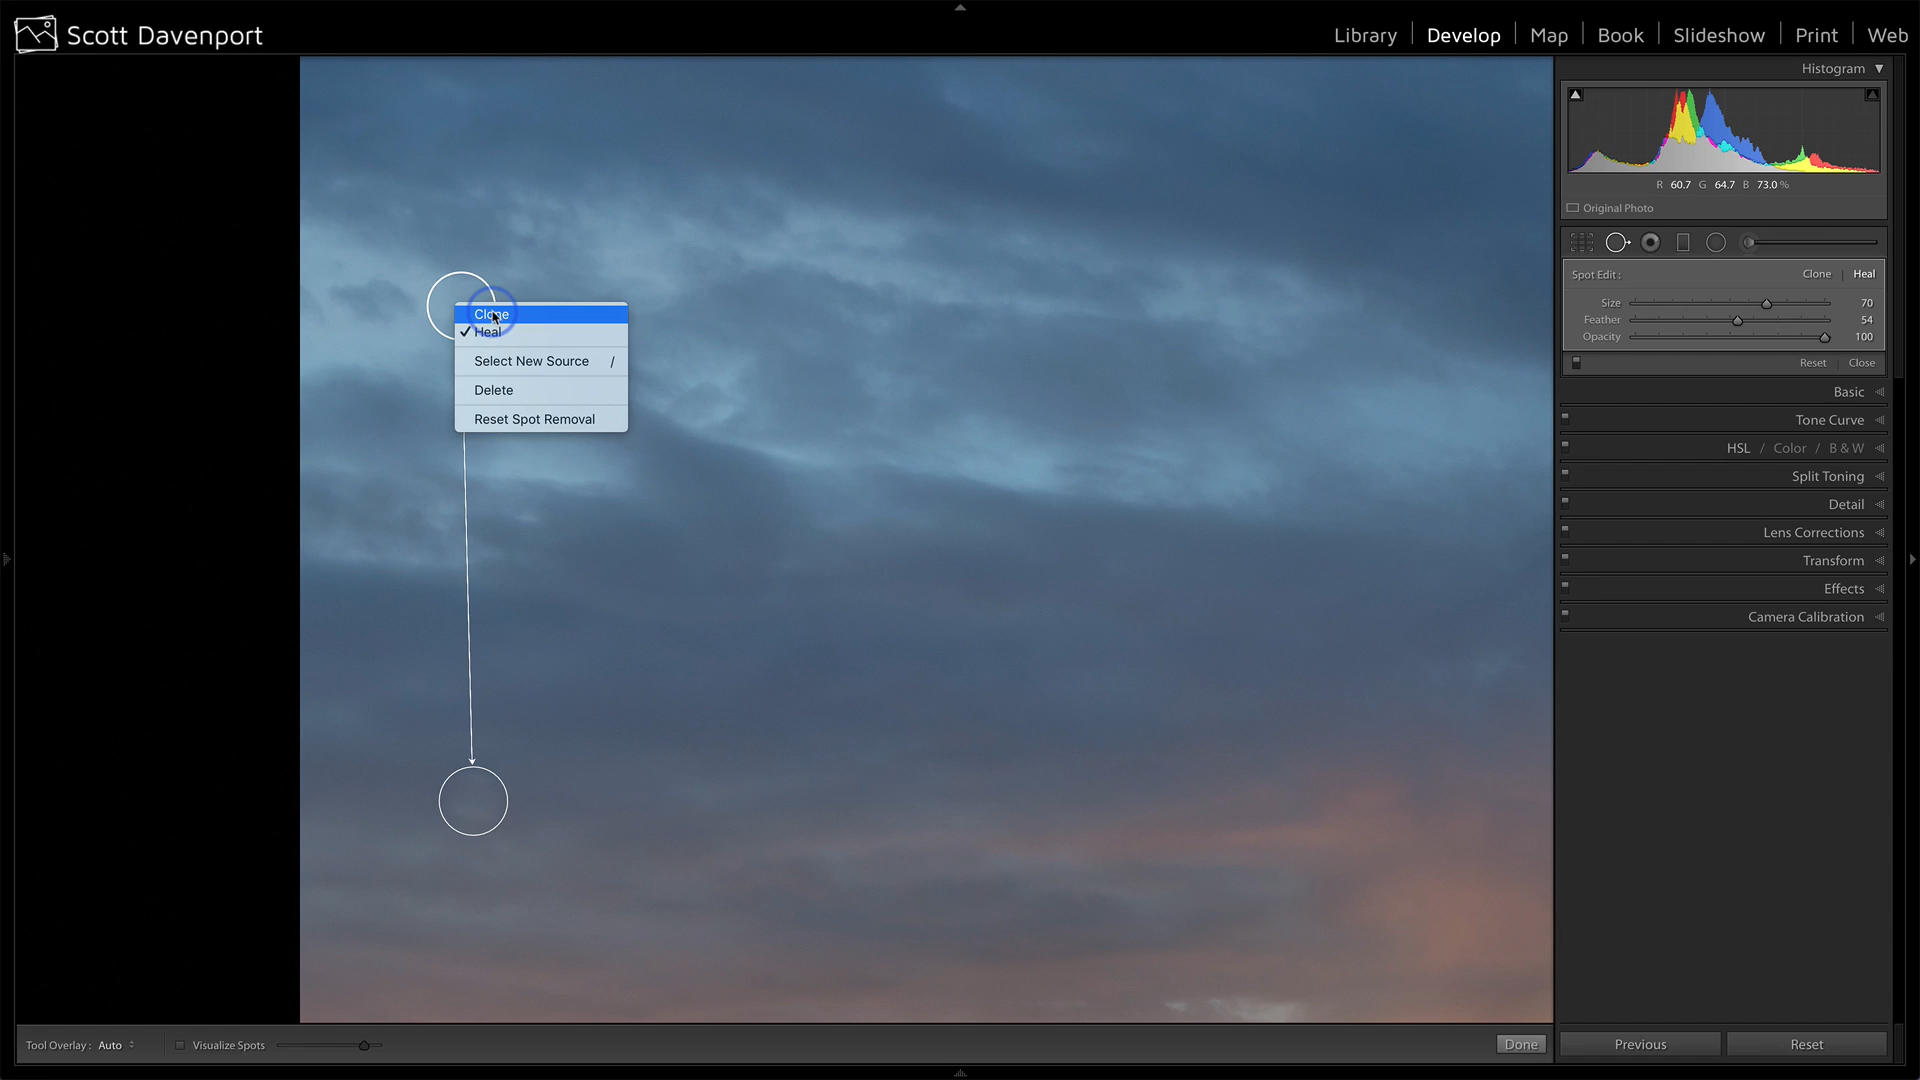 Scott Davenport
Library | Develop | Map | Book | Slideshow | Print | Web
Histogram
R 60.7 G 64.7 B 73.0 %
Original Photo
Spot Edit : Clone | Heal
Size 70
Feather 54
Opacity 100
Reset | Close
Basic
Tone Curve
HSL / Color / B & W
Split Toning
Detail
Lens Corrections
Transform
Effects
Camera Calibration
Clone
Heal
Select New Source /
Delete
Reset Spot Removal
Tool Overlay : Auto
Visualize Spots
Done
Previous
Reset